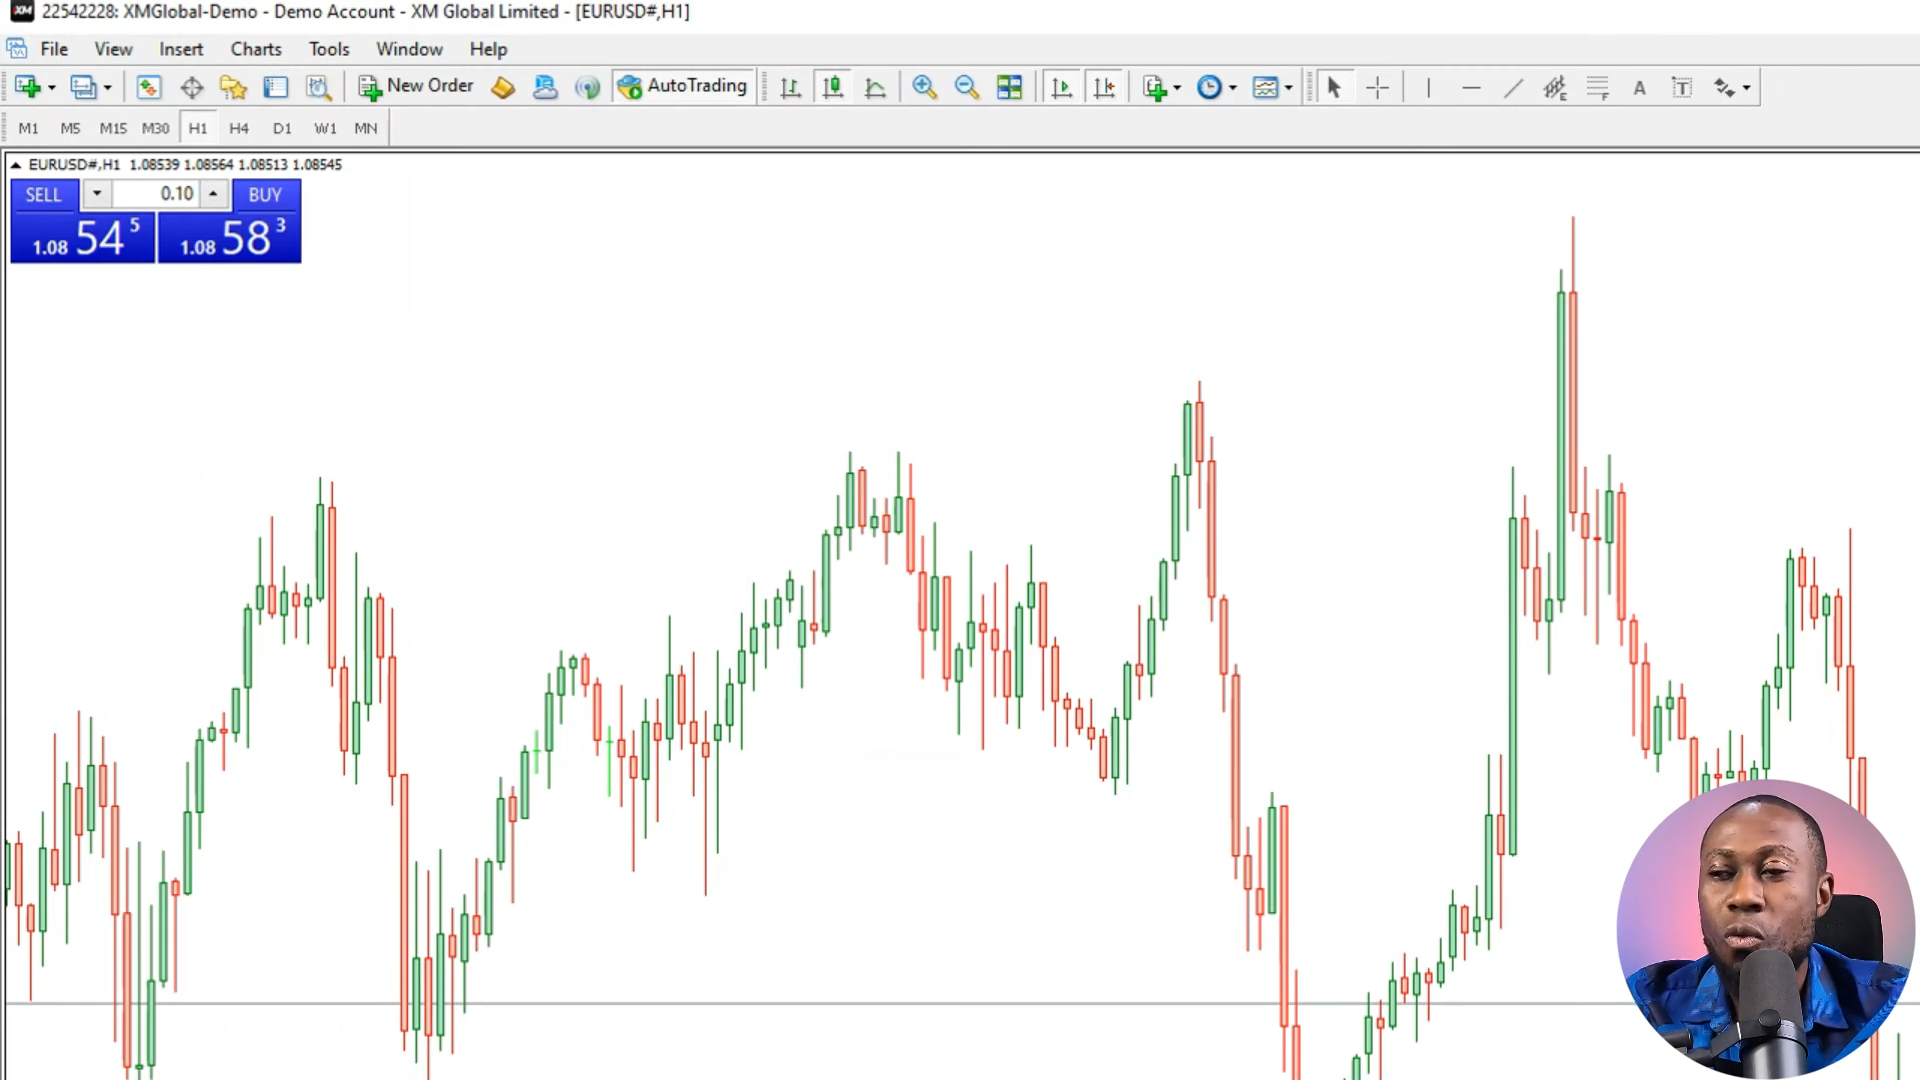 XM 22542228: XMGlobal-Demo - Demo Account - XM Global Limited - [EURUSD#,H1]
File View Insert Charts Tools Window Help
New Order AutoTrading E F A T
M1 M5 M15 M30 H1 H4 D1 W1 MN
EURUSD#,H1 1.08539 1.08564 1.08513 1.08545
SELL 0.10 BUY
1.08 54 5 1.08 58 3